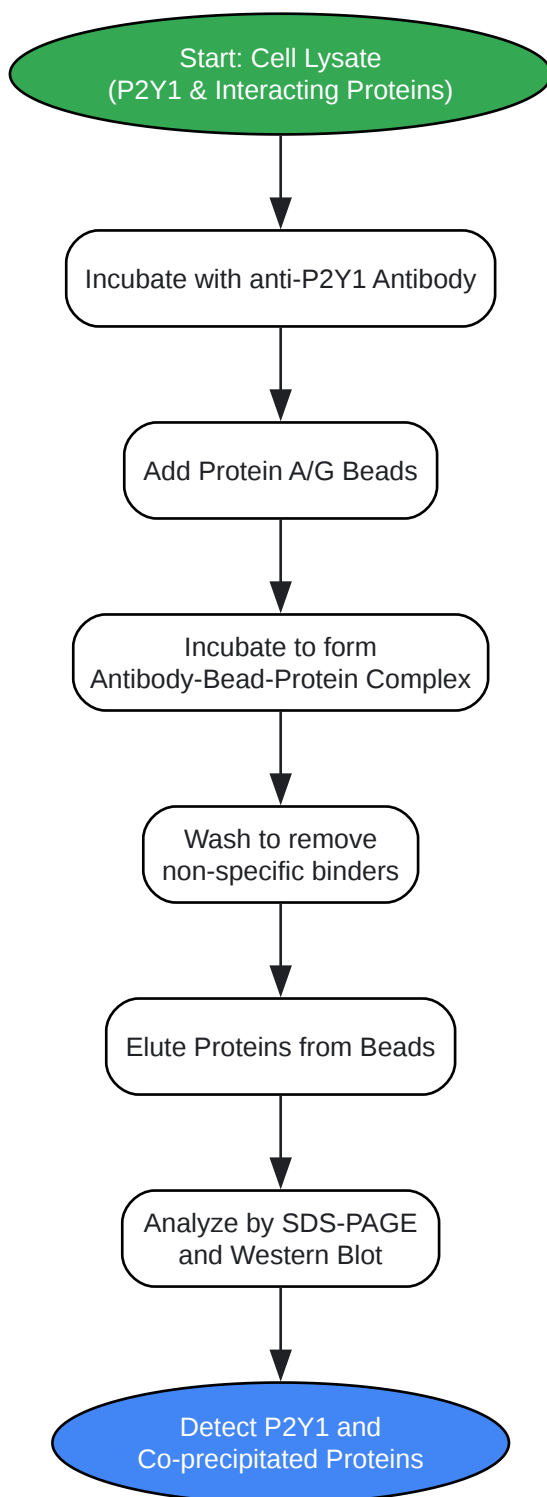 Start: Cell Lysate
(P2Y1 & Interacting Proteins)
Incubate with anti-P2Y1 Antibody
Add Protein A/G Beads
Incubate to form
Antibody-Bead-Protein Complex
Wash to remove
non-specific binders
Elute Proteins from Beads
Analyze by SDS-PAGE
and Western Blot
Detect P2Y1 and
Co-precipitated Proteins